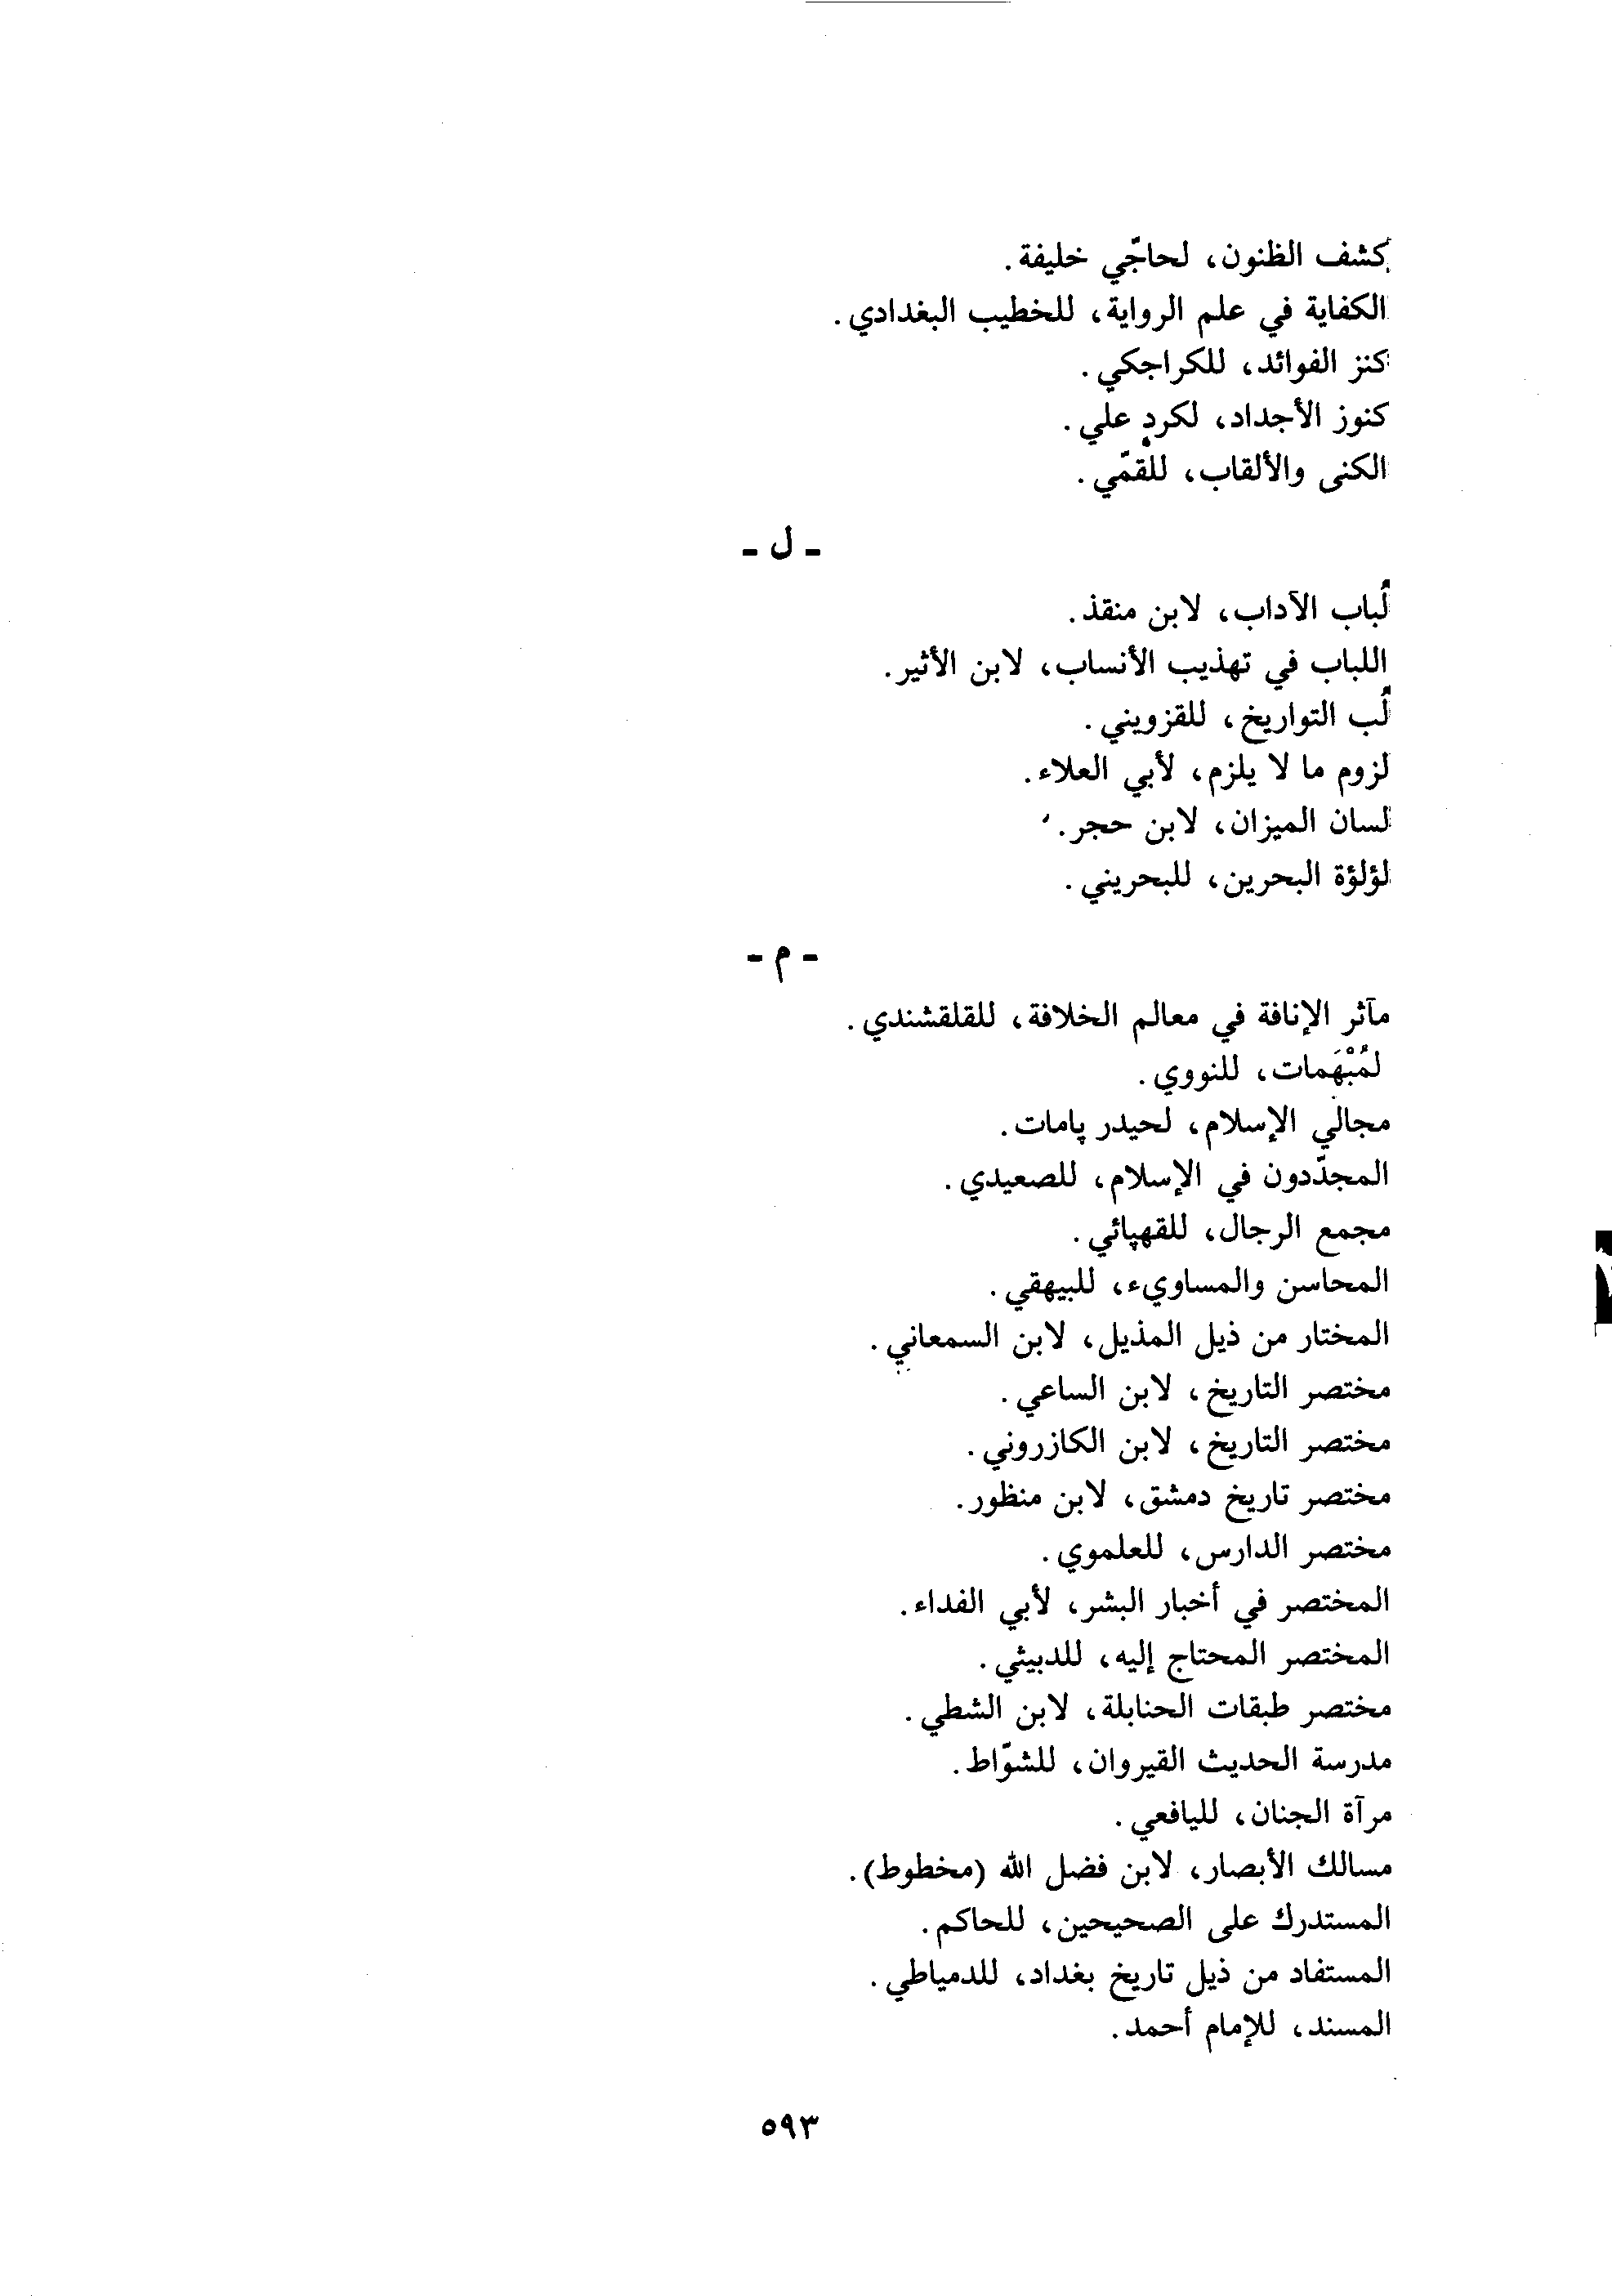 كشف الظنون، لحاجّي خليفة.
الكفاية في علم الرواية، للخطيب البغدادي.
كنز الفوائد، للكراجكي.
كنوز الأجداد، لكرد علي.
الكنى والألقاب، للقمّي.
- ل -
لُباب الآداب، لابن منقذ.
اللباب في تهذيب الأنساب، لابن الأثير.
لُب التواريخ، للقزويني.
لزوم ما لا يلزم، لأبي العلاء.
لسان الميزان، لابن حجر.
لؤلؤة البحرين، للبحريني.
- م -
مآثر الإنافة في معالم الخلافة، للقلقشندي.
لمُبْهَمات، للنووي.
مجالي الإسلام، لحيدر پامات.
المجدّدون في الإسلام، للصعيدي.
مجمع الرجال، للقهپائي.
المحاسن والمساويء، للبيهقي.
المختار من ذيل المذيل، لابن السمعاني.
مختصر التاريخ، لابن الساعي.
مختصر التاريخ، لابن الكازروني.
مختصر تاريخ دمشق، لابن منظور.
مختصر الدارس، للعلموي.
المختصر في أخبار البشر، لأبي الفداء.
المختصر المحتاج إليه، للدبيثي.
مختصر طبقات الحنابلة، لابن الشطي.
مدرسة الحديث القيروان، للشوّاط.
مرآة الجنان، لليافعي.
مسالك الأبصار، لابن فضل الله (مخطوط).
المستدرك على الصحيحين، للحاكم.
المستفاد من ذيل تاريخ بغداد، للدمياطي.
المسند، للإمام أحمد.
٥٩٣